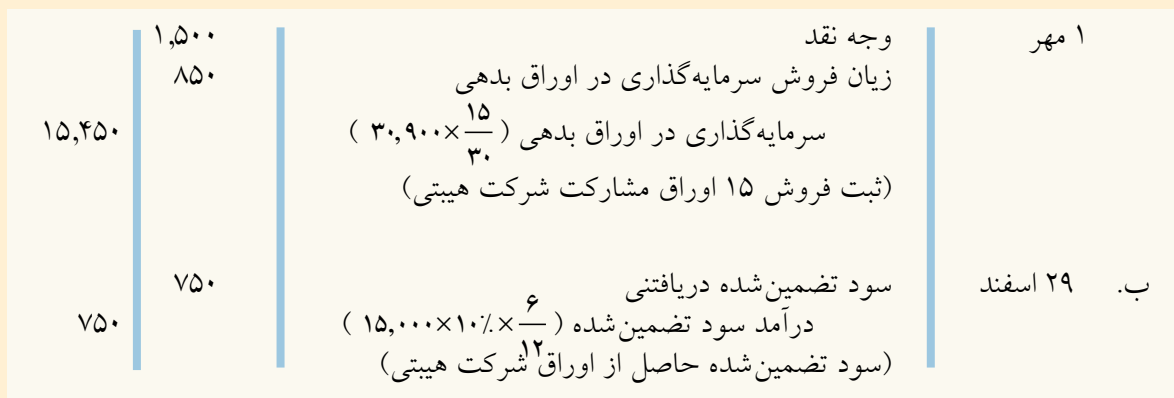 ۱ مهر وجه نقد ۱,۵۰۰
زیان فروش سرمایه‌گذاری در اوراق بدهی ۸۵۰
سرمایه‌گذاری در اوراق بدهی ( ۳۰,۹۰۰×۱۵/۳۰ ) ۱۵,۴۵۰
(ثبت فروش ۱۵ اوراق مشارکت شرکت هیبتی)
ب. ۲۹ اسفند سود تضمین‌شده دریافتنی ۷۵۰
درآمد سود تضمین‌شده ( ۱۵,۰۰۰×۱۰٪×۶/۱۲ ) ۷۵۰
(سود تضمین‌شده حاصل از اوراق شرکت هیبتی)